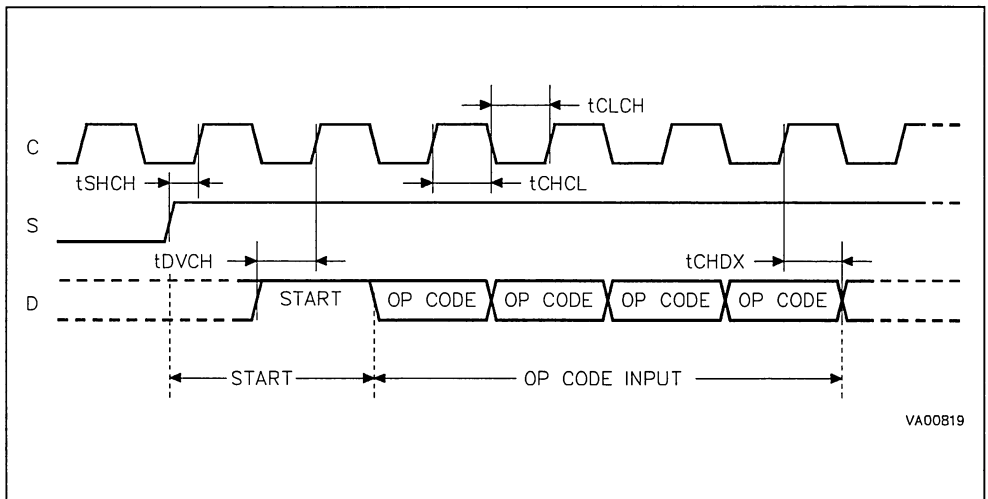 tCLCH
C
tSHCH
tCHCL
S
tDVCH
tCHDX
D
START
OP CODE
OP CODE
OP CODE
OP CODE
START
OP CODE INPUT
VA00819